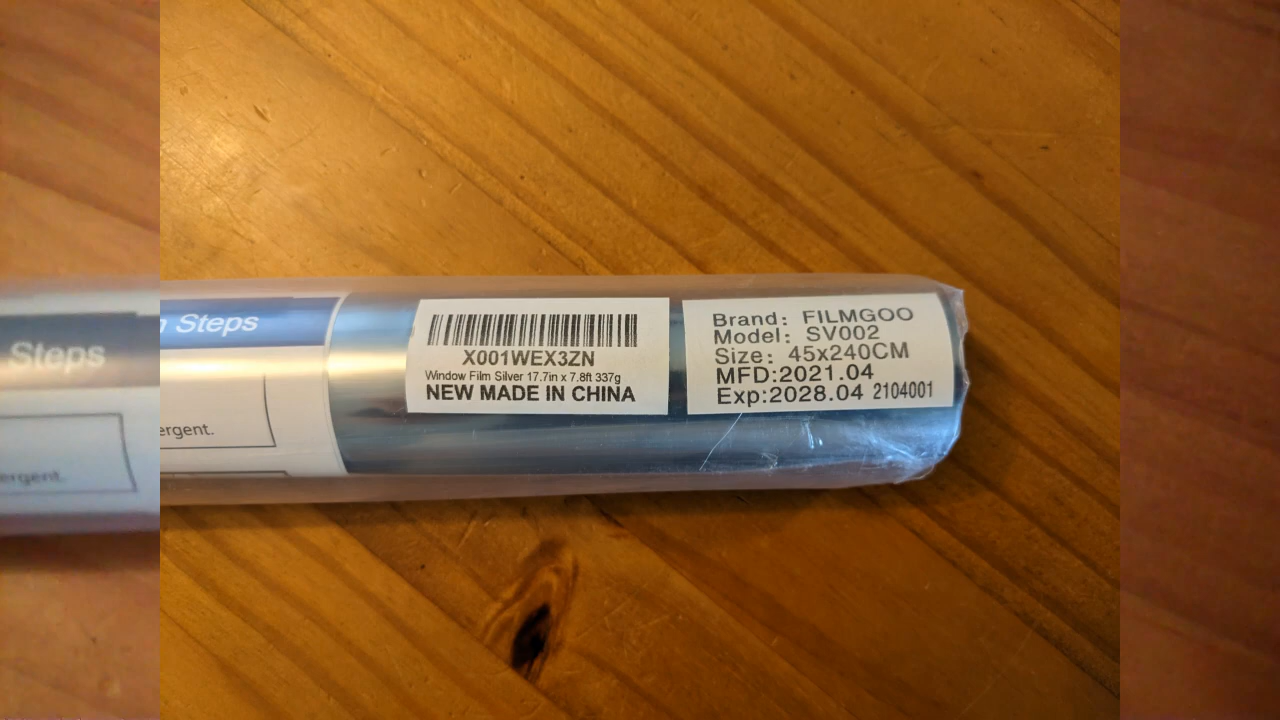 n Steps
ergent.
X001WEX3ZN
Window Film Silver 17.7in x 7.8ft 337g
NEW MADE IN CHINA
Brand: FILMGOO
Model: SV002
Size: 45x240CM
MFD:2021.04
Exp:2028.04 2104001